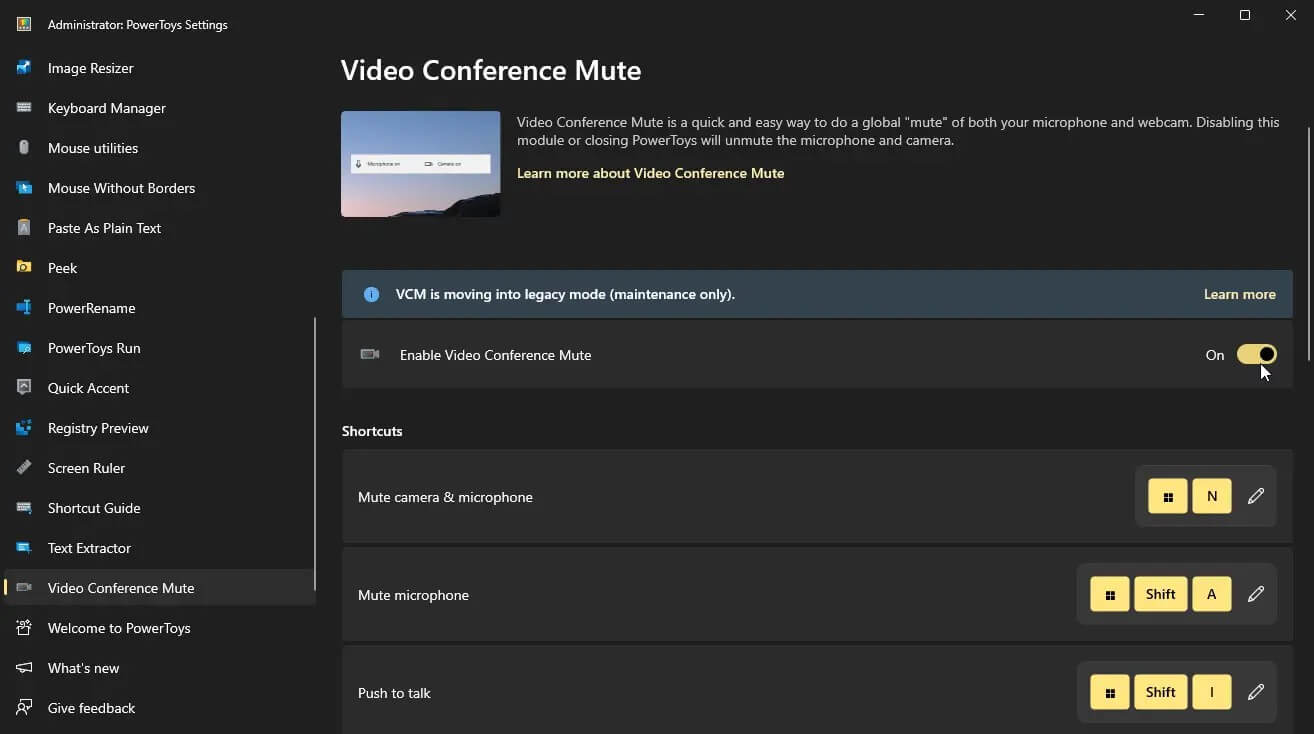 Administrator: PowerToys Settings
Image Resizer
Keyboard Manager
Mouse utilities
Mouse Without Borders
Paste As Plain Text
Peek
PowerRename
PowerToys Run
Quick Accent
Registry Preview
Screen Ruler
Shortcut Guide
Text Extractor
Video Conference Mute
Welcome to PowerToys
What's new
Give feedback
Video Conference Mute
Microphone on
Camera on
Video Conference Mute is a quick and easy way to do a global "mute" of both your microphone and webcam. Disabling this
module or closing PowerToys will unmute the microphone and camera.
Learn more about Video Conference Mute
VCM is moving into legacy mode (maintenance only).
Learn more
Enable Video Conference Mute
On
Shortcuts
Mute camera & microphone
N
Mute microphone
Shift
A
Push to talk
Shift
I